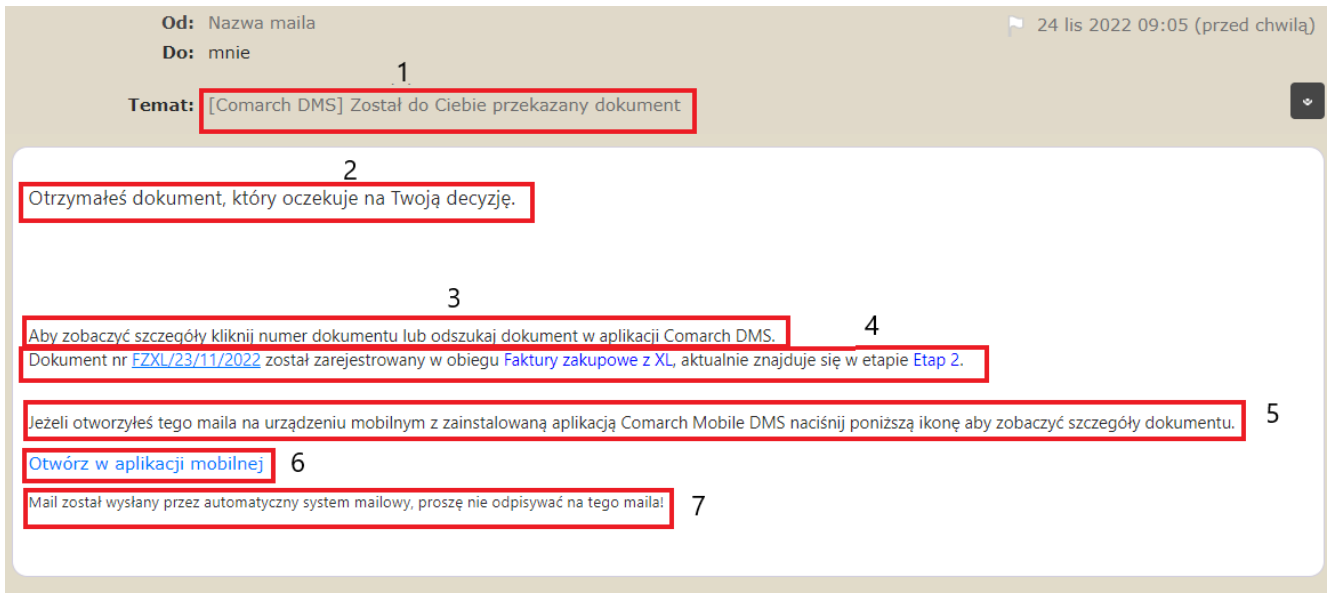 Od: Nazwa maila
24 lis 2022 09:05 (przed chwilą)
Do: mnie
1
Temat: [Comarch DMS] Został do Ciebie przekazany dokument
2
Otrzymałeś dokument, który oczekuje na Twoją decyzję.
3
4
Aby zobaczyć szczegóły kliknij numer dokumentu lub odszukaj dokument w aplikacji Comarch DMS.
Dokument nr FZXL/23/11/2022 został zarejestrowany w obiegu Faktury zakupowe z XL, aktualnie znajduje się w etapie Etap 2.
Jeżeli otworzyłeś tego maila na urządzeniu mobilnym z zainstalowaną aplikacją Comarch Mobile DMS naciśnij poniższą ikonę aby zobaczyć szczegóły dokumentu. 5
Otwórz w aplikacji mobilnej 6
Mail został wysłany przez automatyczny system mailowy, proszę nie odpisywać na tego maila! 7